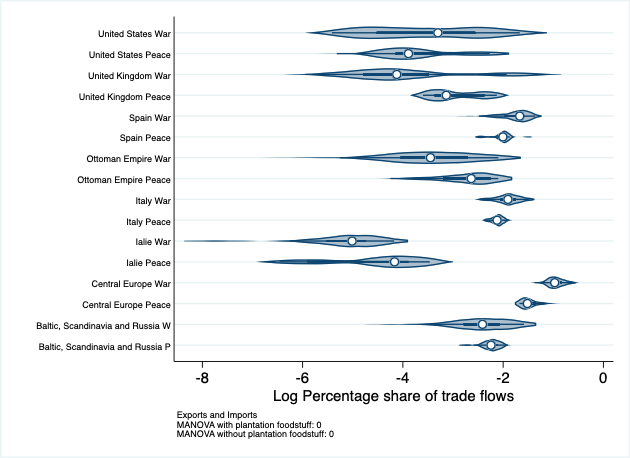 United States War
United States Peace
United Kingdom War
United Kingdom Peace
Spain War
Spain Peace
Ottoman Empire War
Ottoman Empire Peace
Italy War
Italy Peace
Ialie War
Ialie Peace
Central Europe War
Central Europe Peace
Baltic, Scandinavia and Russia W
Baltic, Scandinavia and Russia P
-8 -6 -4 -2 0
Log Percentage share of trade flows
Exports and Imports
MANOVA with plantation foodstuff: 0
MANOVA without plantation foodstuff: 0